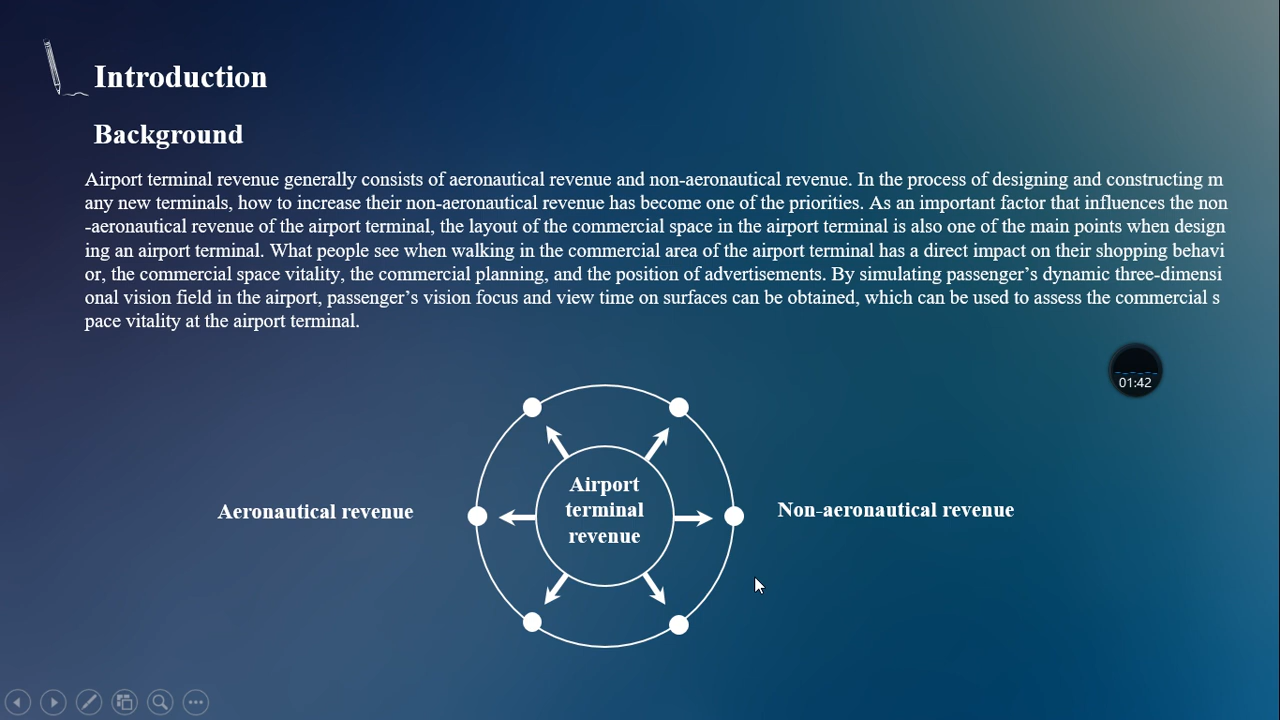 Introduction
Background
Airport terminal revenue generally consists of aeronautical revenue and non-aeronautical revenue. In the process of designing and constructing m
any new terminals, how to increase their non-aeronautical revenue has become one of the priorities. As an important factor that influences the non
-aeronautical revenue of the airport terminal, the layout of the commercial space in the airport terminal is also one of the main points when design
ing an airport terminal. What people see when walking in the commercial area of the airport terminal has a direct impact on their shopping behavi
or, the commercial space vitality, the commercial planning, and the position of advertisements. By simulating passenger’s dynamic three-dimensi
onal vision field in the airport, passenger’s vision focus and view time on surfaces can be obtained, which can be used to assess the commercial s
pace vitality at the airport terminal.
01:42
Aeronautical revenue
Airport
terminal
revenue
Non-aeronautical revenue